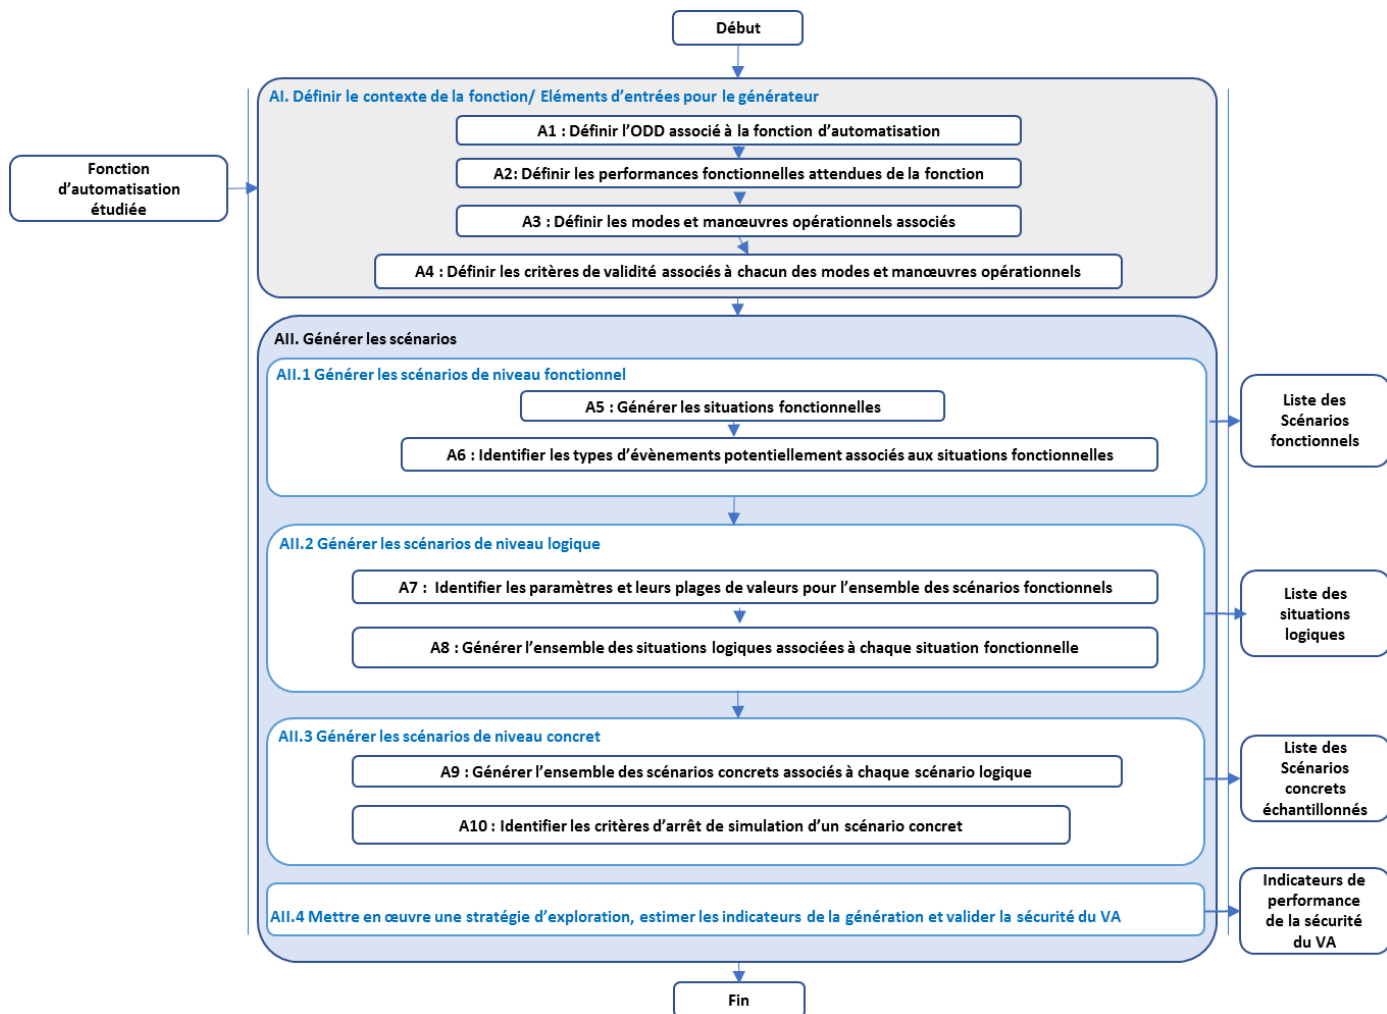 Début
AI. Définir le contexte de la fonction/ Eléments d'entrées pour le générateur
A1 : Définir l'ODD associé à la fonction d'automatisation
A2: Définir les performances fonctionnelles attendues de la fonction
A3 : Définir les modes et manœuvres opérationnels associés
A4 : Définir les critères de validité associés à chacun des modes et manœuvres opérationnels
Fonction
d'automatisation
étudiée
AII. Générer les scénarios
AII.1 Générer les scénarios de niveau fonctionnel
A5 : Générer les situations fonctionnelles
A6 : Identifier les types d'évènements potentiellement associés aux situations fonctionnelles
Liste des
Scénarios
fonctionnels
AII.2 Générer les scénarios de niveau logique
A7 :  Identifier les paramètres et leurs plages de valeurs pour l'ensemble des scénarios fonctionnels
A8 : Générer l'ensemble des situations logiques associées à chaque situation fonctionnelle
Liste des
situations
logiques
AII.3 Générer les scénarios de niveau concret
A9 : Générer l'ensemble des scénarios concrets associés à chaque scénario logique
A10 : Identifier les critères d'arrêt de simulation d'un scénario concret
Liste des
Scénarios
concrets
échantillonnés
AII.4 Mettre en œuvre une stratégie d'exploration, estimer les indicateurs de la génération et valider la sécurité du VA
Indicateurs de
performance
de la sécurité
du VA
Fin